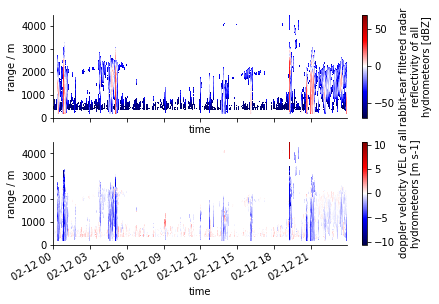 4000
3000
2000
1000
0
range / m
time
50
0
−50
rabbit-ear filtered radar
reflectivity of all
hydrometeors [dBZ]
4000
3000
2000
1000
0
range / m
02-12 00
02-12 03
02-12 06
02-12 09
02-12 12
02-12 15
02-12 18
02-12 21
time
10
5
0
−5
−10
doppler velocity VEL of all
hydrometeors [m s-1]